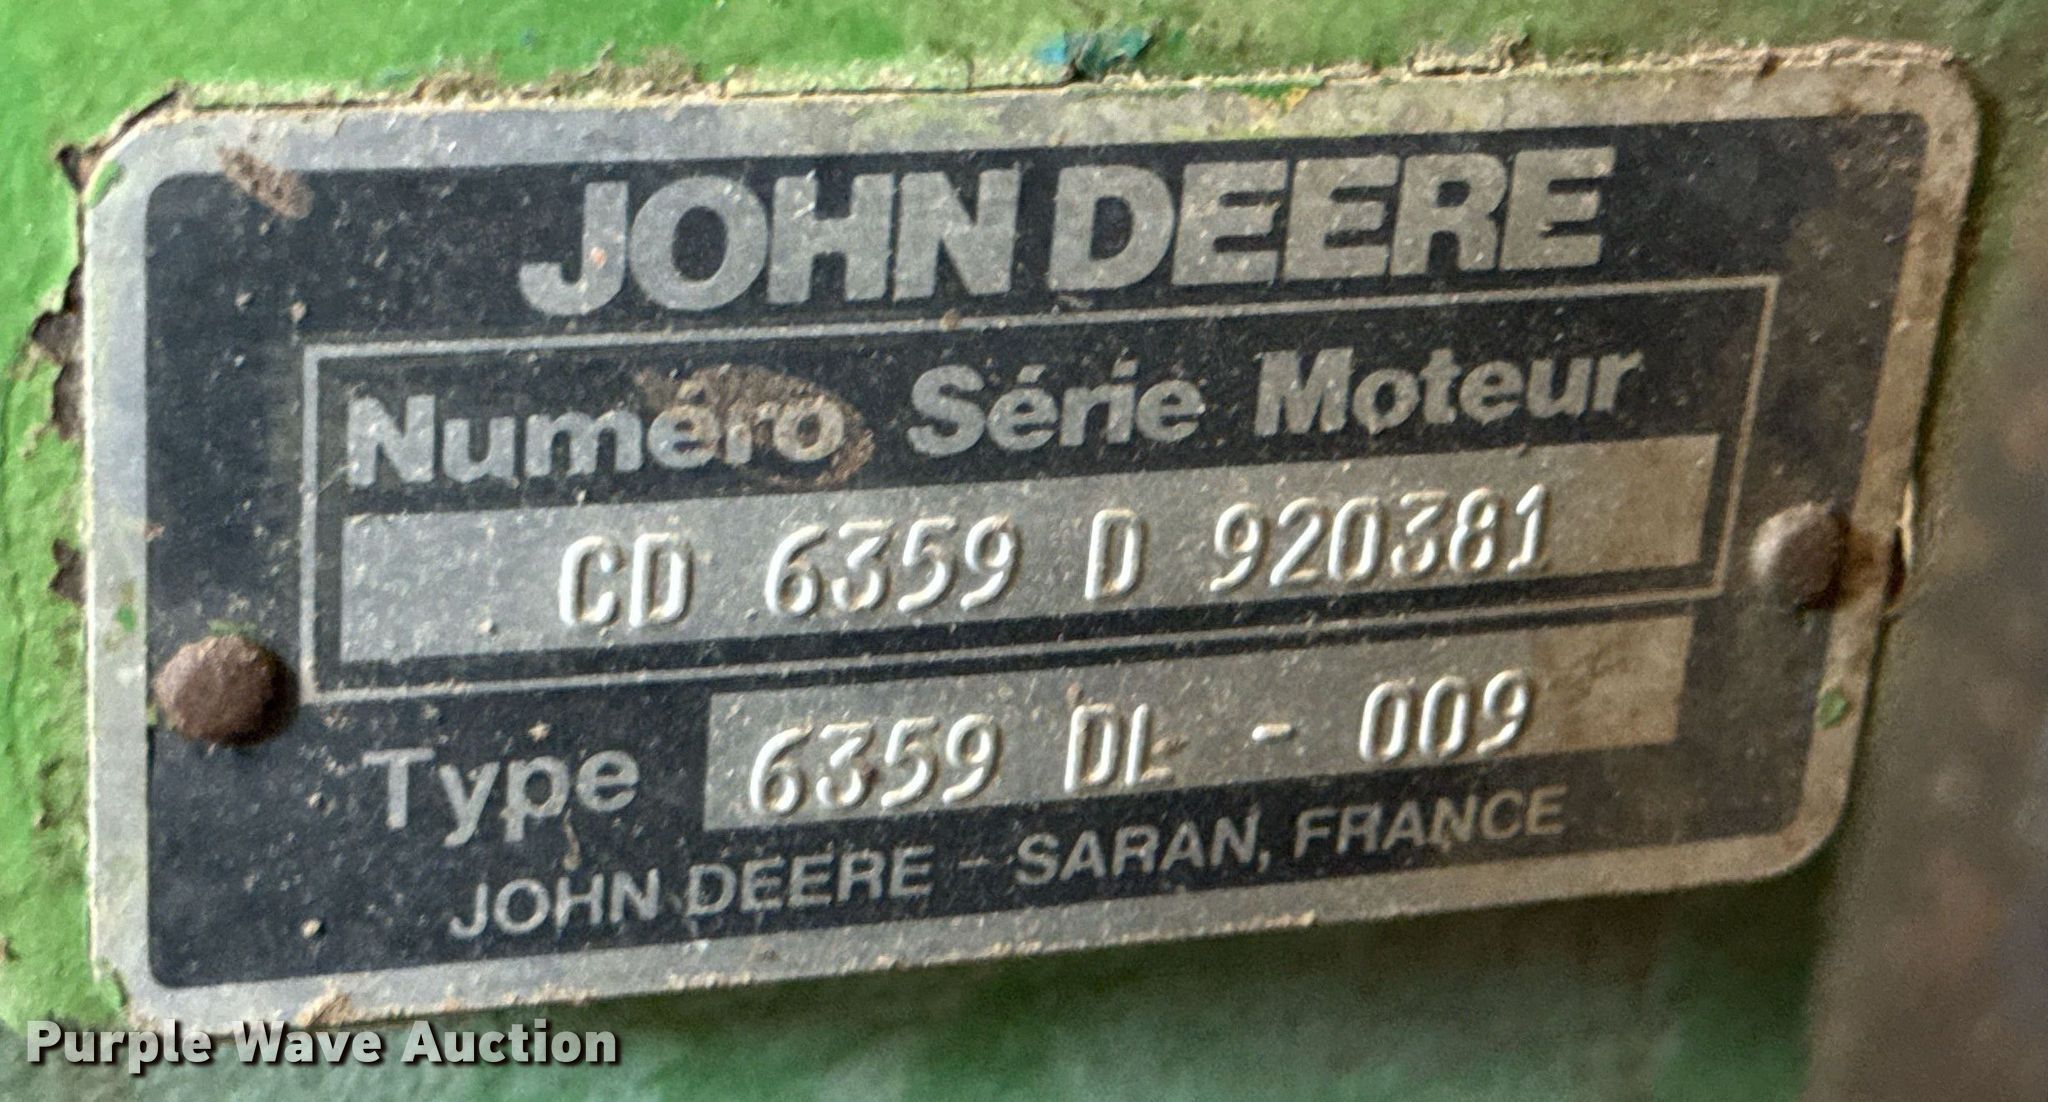 JOHN DEERE
Numéro Série Moteur
CD 6359 D 920381
Type 6359 DL - 009
JOHN DEERE - SARAN, FRANCE
Purple Wave Auction